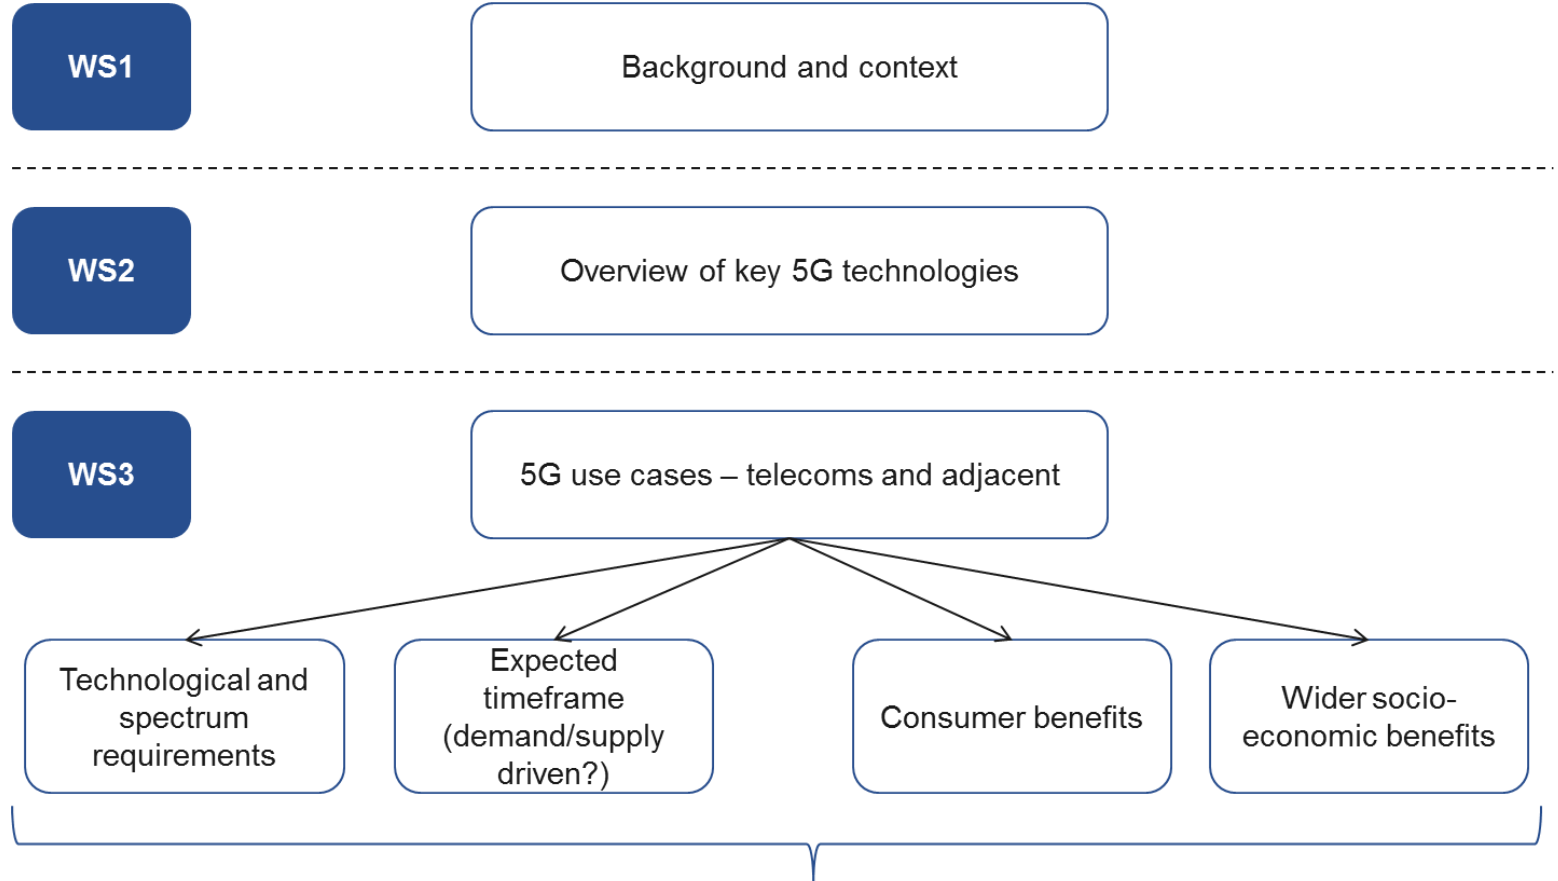 WS1
Background and context
WS2
Overview of key 5G technologies
WS3
5G use cases – telecoms and adjacent
Technological and
spectrum
requirements
Expected
timeframe
(demand/supply
driven?)
Consumer benefits
Wider socio-
economic benefits